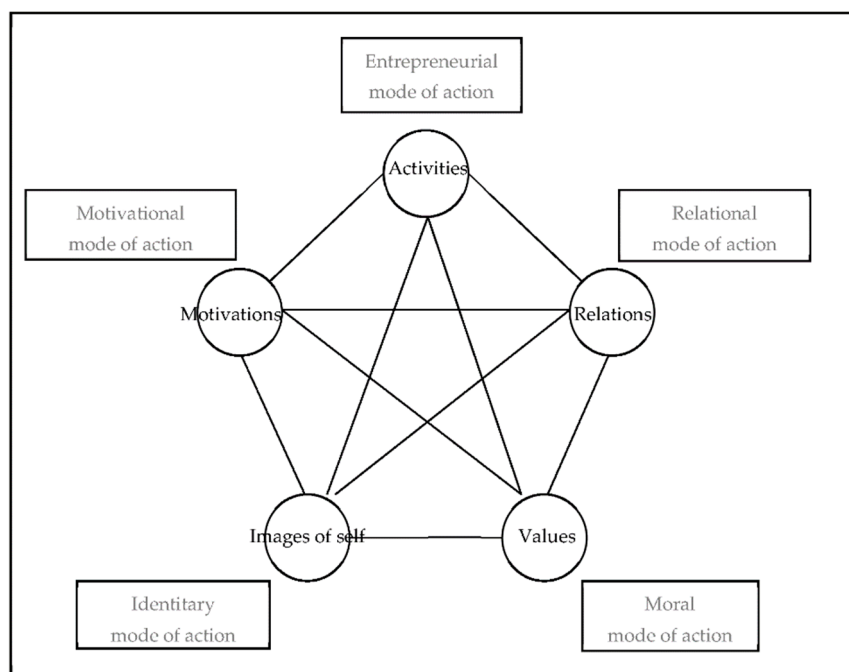 Entrepreneurial
mode of action
Activities
Motivational
mode of action
Relational
mode of action
Motivations
Relations
Images of self
Values
Identitary
mode of action
Moral
mode of action